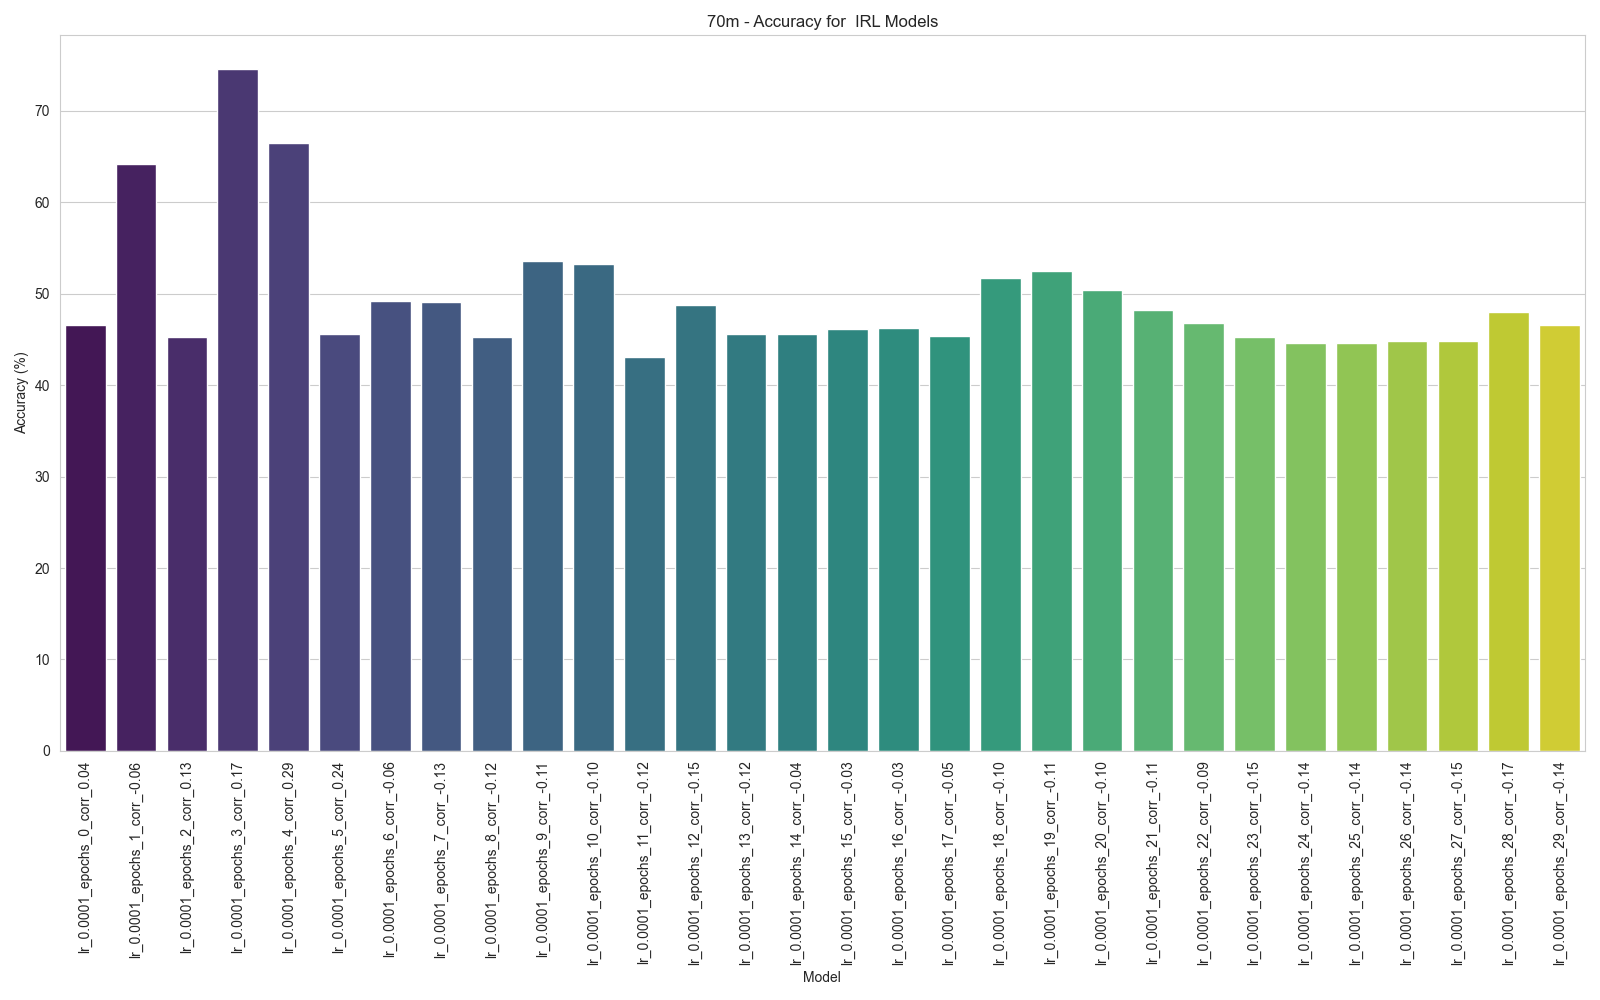 70m - Accuracy for  IRL Models
Accuracy (%)
70
60
50
40
30
20
10
0
lr_0.0001_epochs_0_corr_0.04
lr_0.0001_epochs_1_corr_-0.06
lr_0.0001_epochs_2_corr_0.13
lr_0.0001_epochs_3_corr_0.17
lr_0.0001_epochs_4_corr_0.29
lr_0.0001_epochs_5_corr_0.24
lr_0.0001_epochs_6_corr_-0.06
lr_0.0001_epochs_7_corr_-0.13
lr_0.0001_epochs_8_corr_-0.12
lr_0.0001_epochs_9_corr_-0.11
lr_0.0001_epochs_10_corr_-0.10
lr_0.0001_epochs_11_corr_-0.12
lr_0.0001_epochs_12_corr_-0.15
lr_0.0001_epochs_13_corr_-0.12
lr_0.0001_epochs_14_corr_-0.04
lr_0.0001_epochs_15_corr_-0.03
lr_0.0001_epochs_16_corr_-0.03
lr_0.0001_epochs_17_corr_-0.05
lr_0.0001_epochs_18_corr_-0.10
lr_0.0001_epochs_19_corr_-0.11
lr_0.0001_epochs_20_corr_-0.10
lr_0.0001_epochs_21_corr_-0.11
lr_0.0001_epochs_22_corr_-0.09
lr_0.0001_epochs_23_corr_-0.15
lr_0.0001_epochs_24_corr_-0.14
lr_0.0001_epochs_25_corr_-0.14
lr_0.0001_epochs_26_corr_-0.14
lr_0.0001_epochs_27_corr_-0.15
lr_0.0001_epochs_28_corr_-0.17
lr_0.0001_epochs_29_corr_-0.14
Model